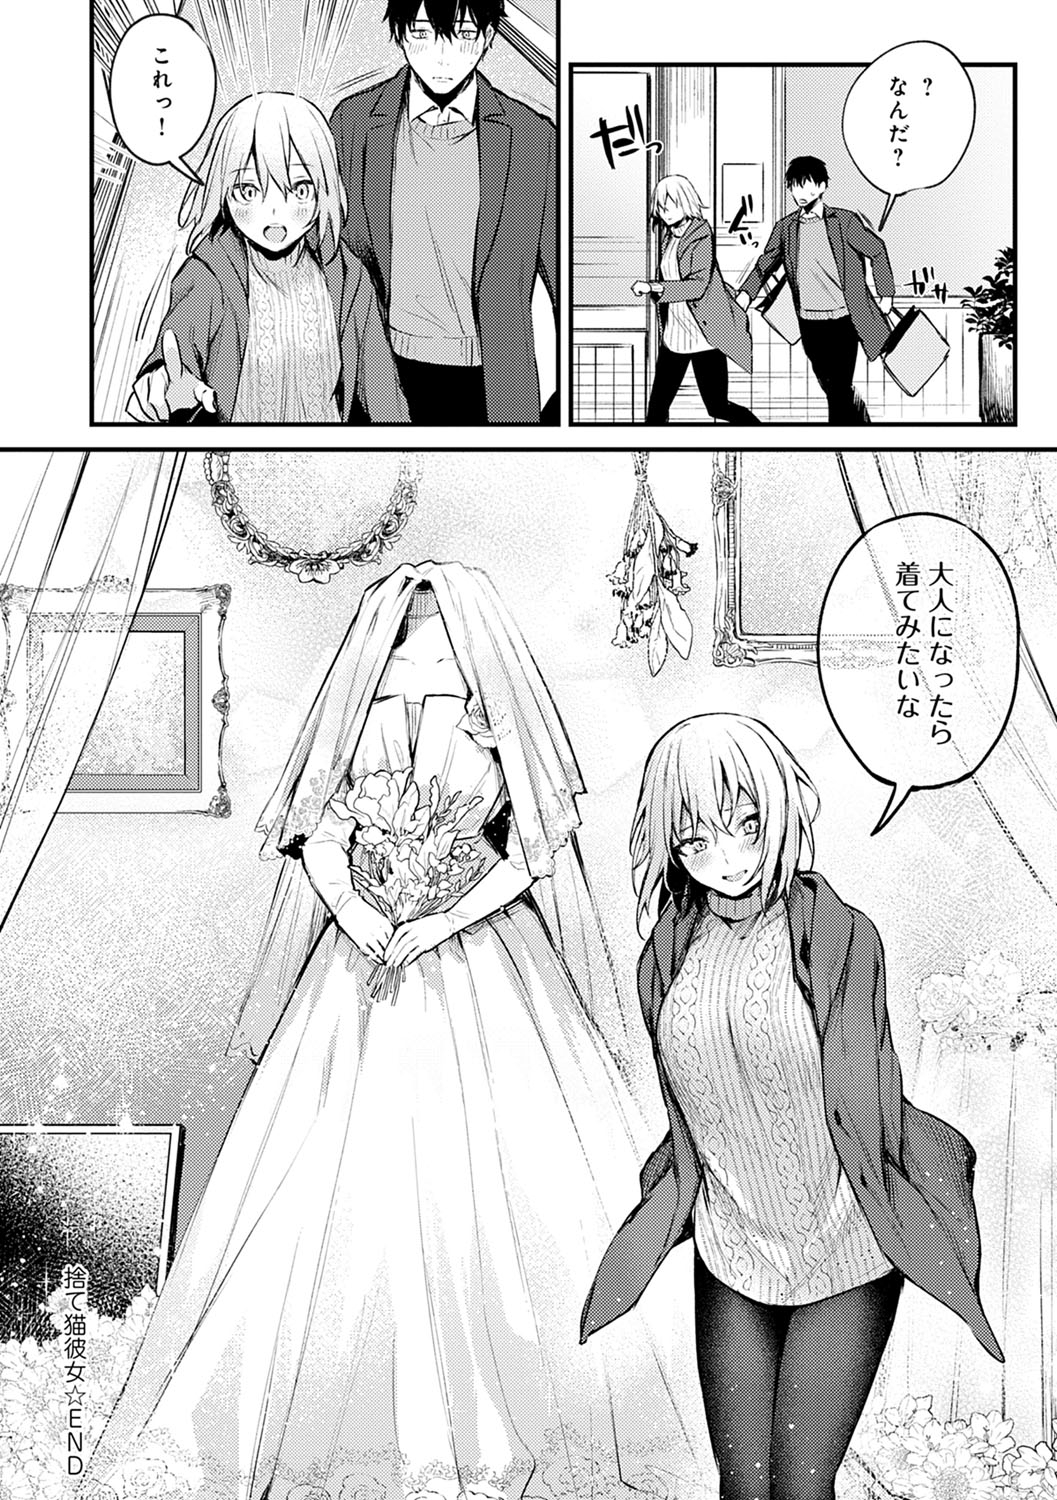 ？
なんだ？
だっ
ぐいっ
ガサ
これっ！
大人になったら
着てみたいな
捨て猫彼女☆END